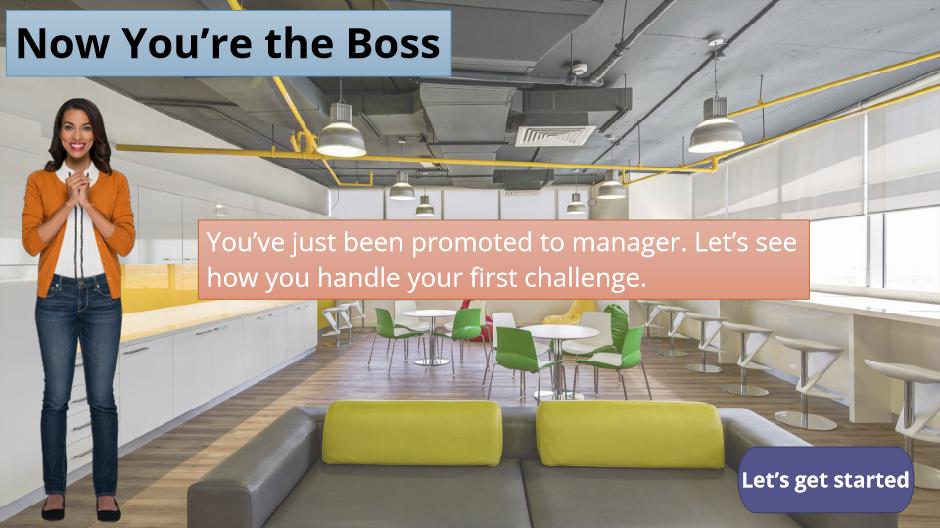 Now You’re the Boss
You’ve just been promoted to manager. Let’s see
how you handle your first challenge.
Let’s get started